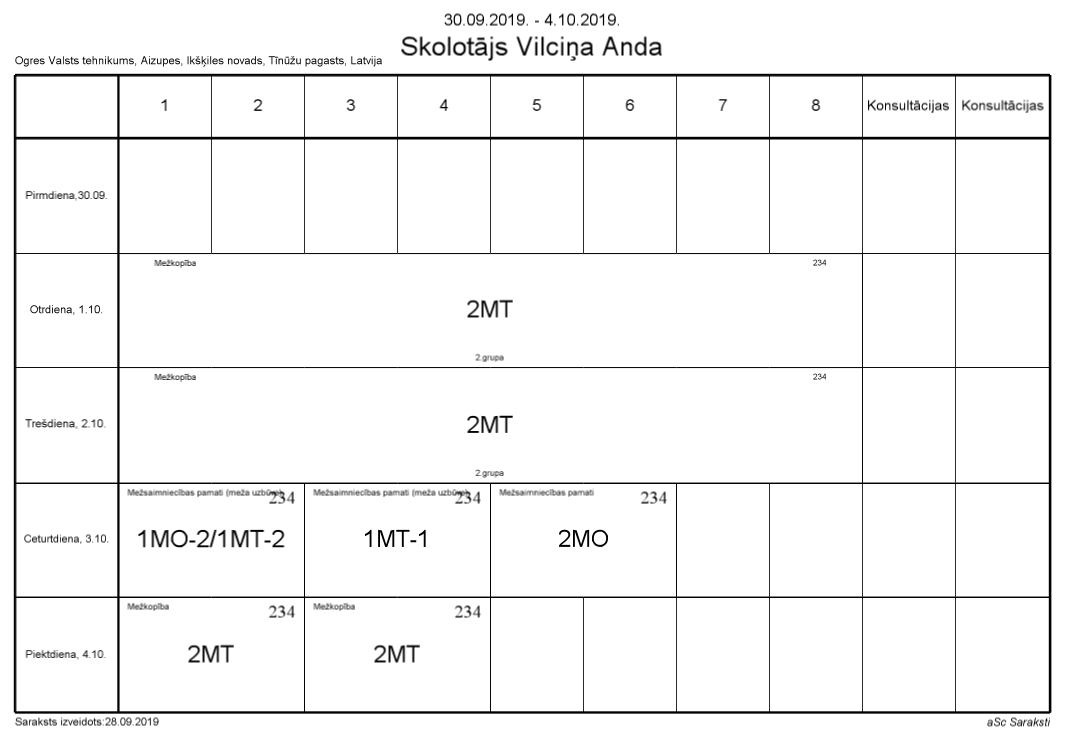 30.09.2019. - 4.10.2019.
Skolotājs Vilciņa Anda
Ogres Valsts tehnikums, Aizupes, Ikšķiles novads, Tīnūžu pagasts, Latvija
1 2 3 4 5 6 7 8 Konsultācijas Konsultācijas
Pirmdiena,30.09.
Mežkopība 234
Otrdiena, 1.10. 2MT
2.grupa
Mežkopība 234
Trešdiena, 2.10. 2MT
2.grupa
Mežsaimniecības pamati (meža uzbūve) 234 Mežsaimniecības pamati (meža uzbūve) 234 Mežsaimniecības pamati 234
Ceturtdiena, 3.10. 1MO-2/1MT-2 1MT-1 2MO
Mežkopība 234 Mežkopība 234
Piektdiena, 4.10. 2MT 2MT
Saraksts izveidots:28.09.2019 aSc Saraksti